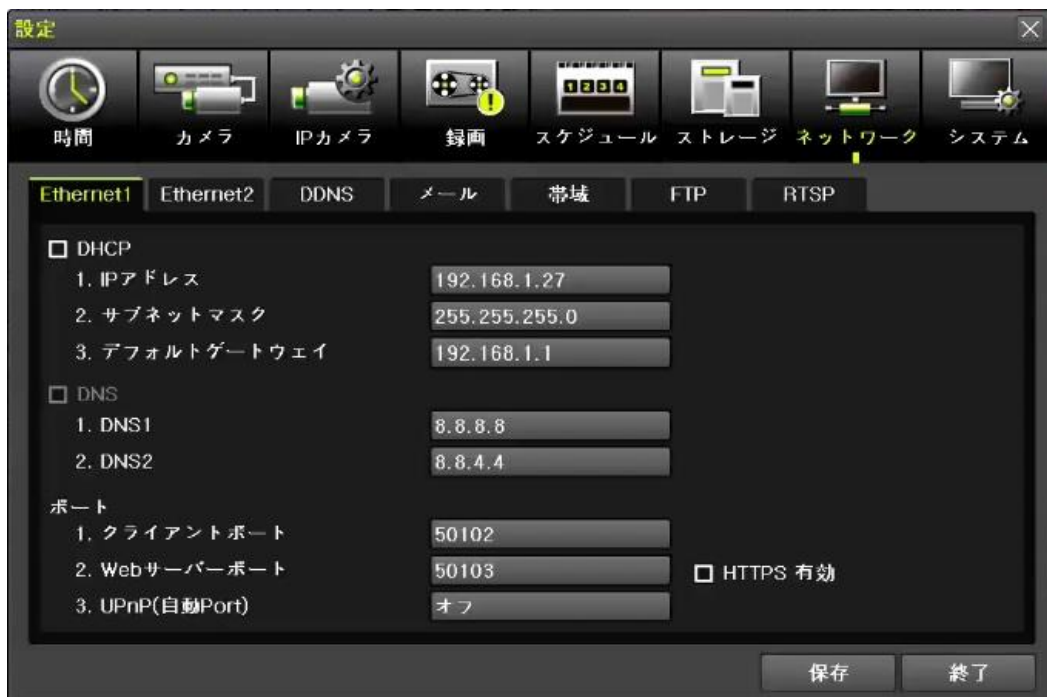 設定
時間 カメラ IPカメラ 録画 スケジュール ストレージ ネットワーク システム
Ethernet1 Ethernet2 DDNS メール 帯域 FTP RTSP
DHCP
1. IPアドレス 192.168.1.27
2. サブネットマスク 255.255.255.0
3. デフォルトゲートウェイ 192.168.1.1
DNS
1. DNS1 8.8.8.8
2. DNS2 8.8.4.4
ポート
1. クライアントポート 50102
2. Webサーバーポート 50103 HTTPS 有効
3. UPnP(自動Port) オフ
保存 終了